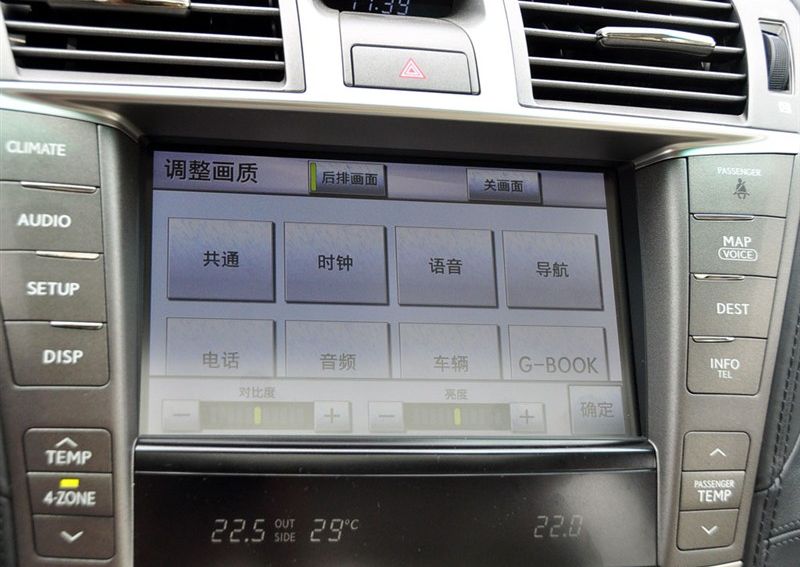 11:39
CLIMATE
AUDIO
SETUP
DISP
TEMP
4-ZONE
调整画质 后排画面 关画面
共通 时钟 语音 导航
电话 音频 车辆 G-BOOK
对比度 亮度
- + - + 确定
22.5 OUT SIDE 29°C 22.0
PASSENGER
MAP
VOICE
DEST
INFO
TEL
PASSENGER
TEMP